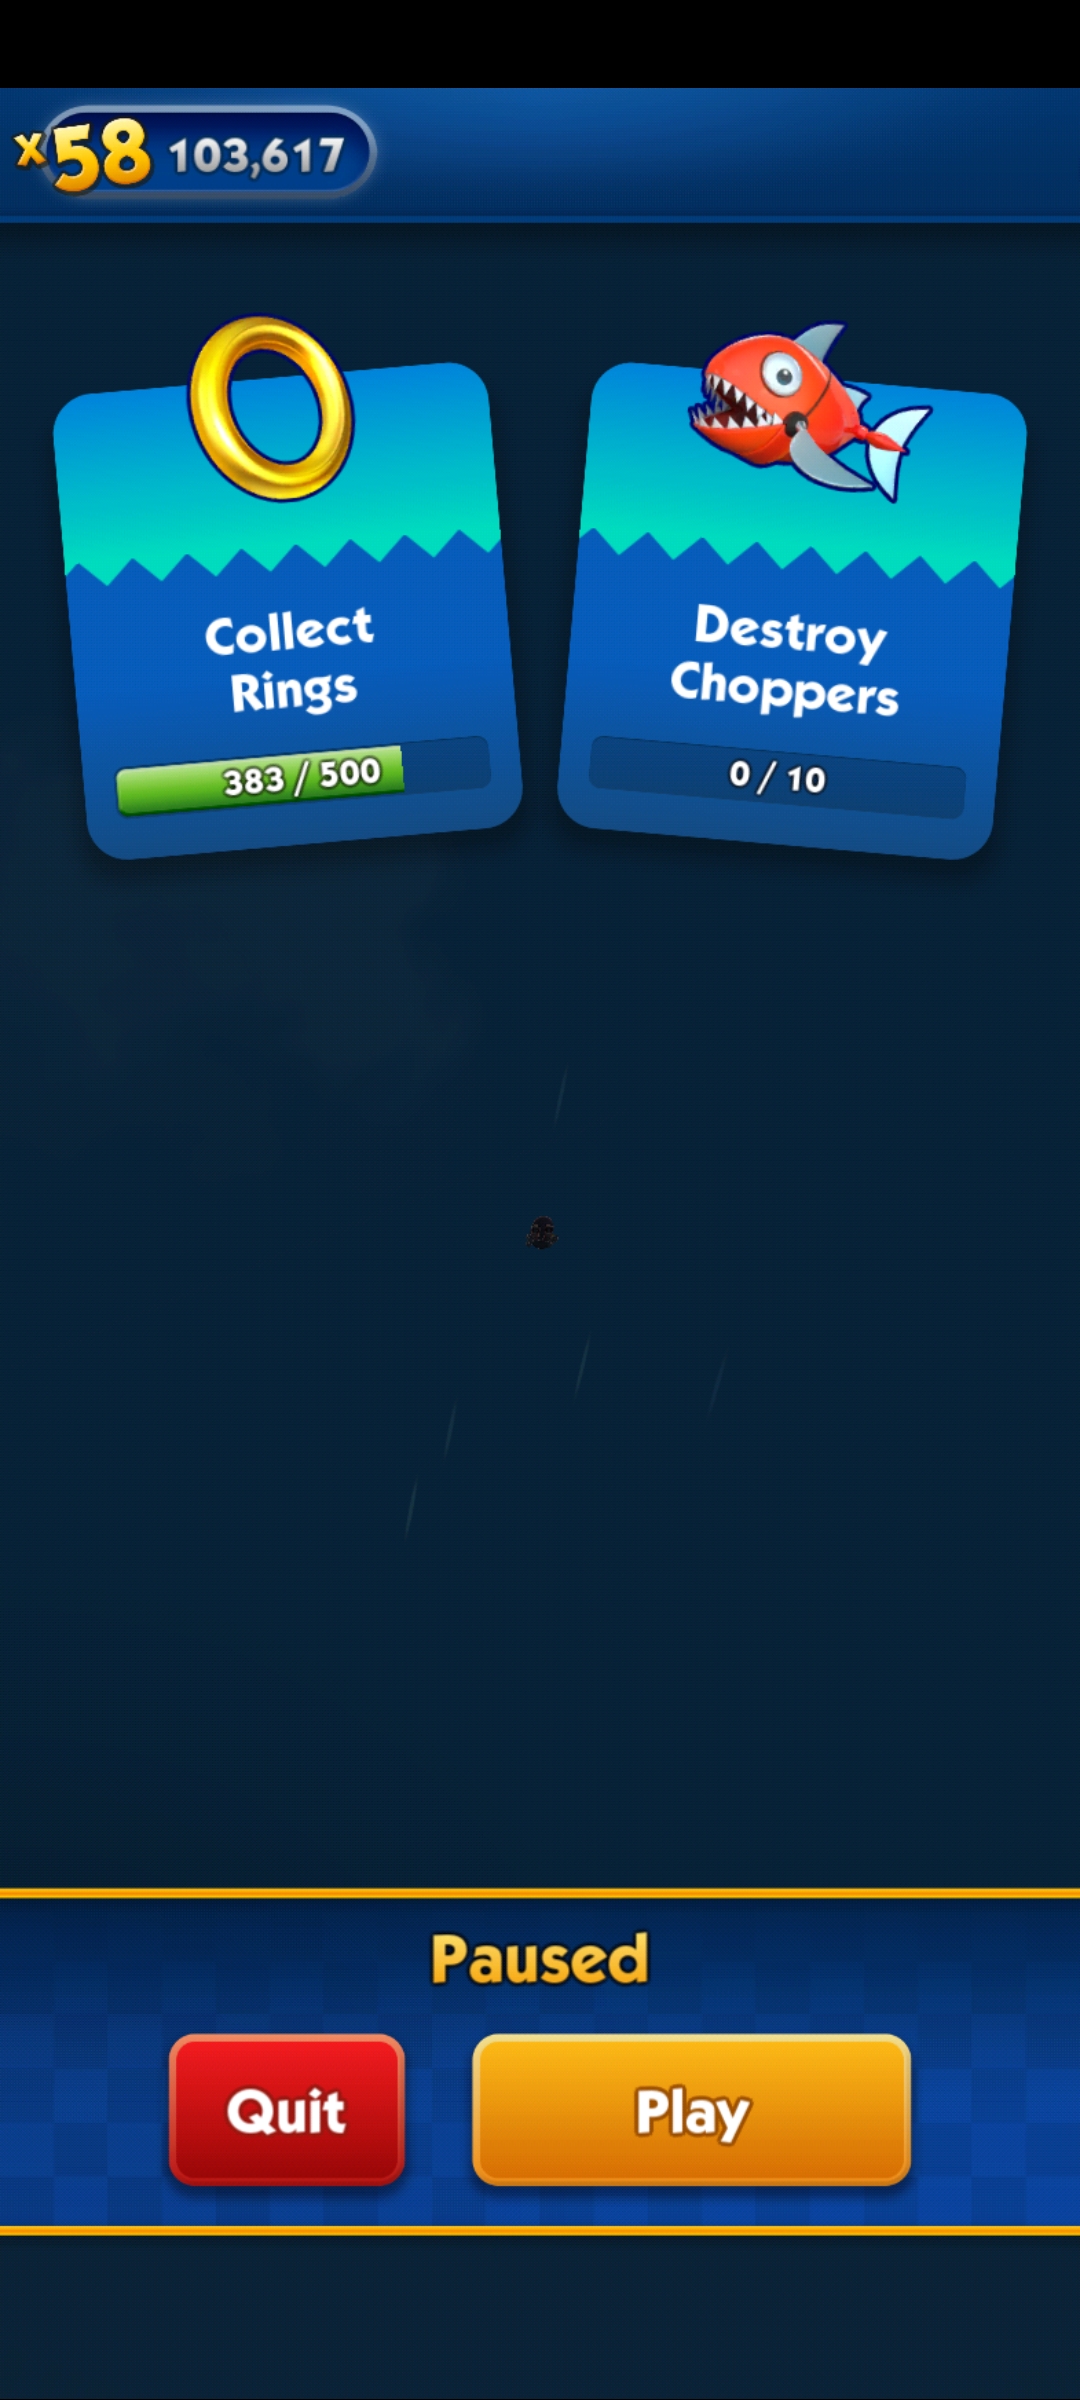 x58 103,617
Collect
Rings
383 / 500
Destroy
Choppers
0 / 10
Paused
Quit
Play